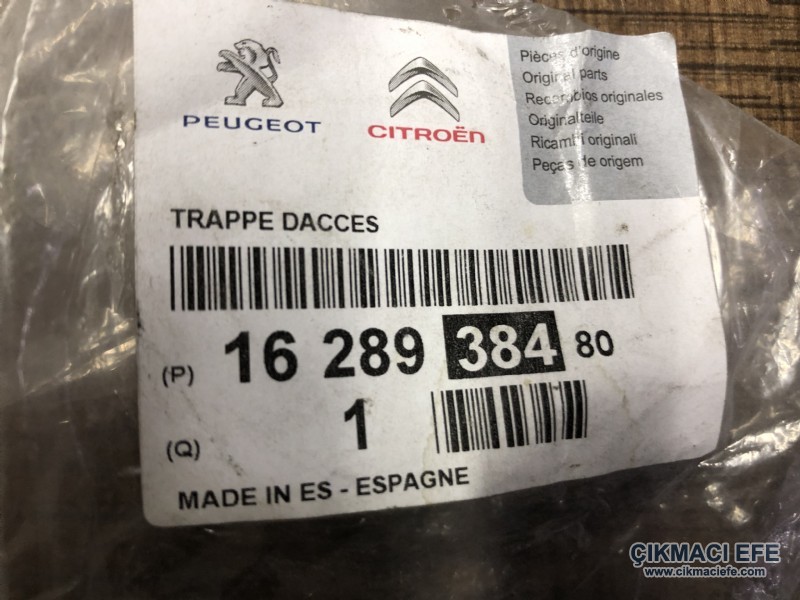 PEUGEOT
CITROËN
Pièces d'origine
Original parts
Recambios originales
Originalteile
Ricambi originali
Peças de origem
TRAPPE DACCES
(P) 16 289 384 80
(Q) 1
MADE IN ES - ESPAGNE
ÇIKMACI EFE
www.cikmaciefe.com